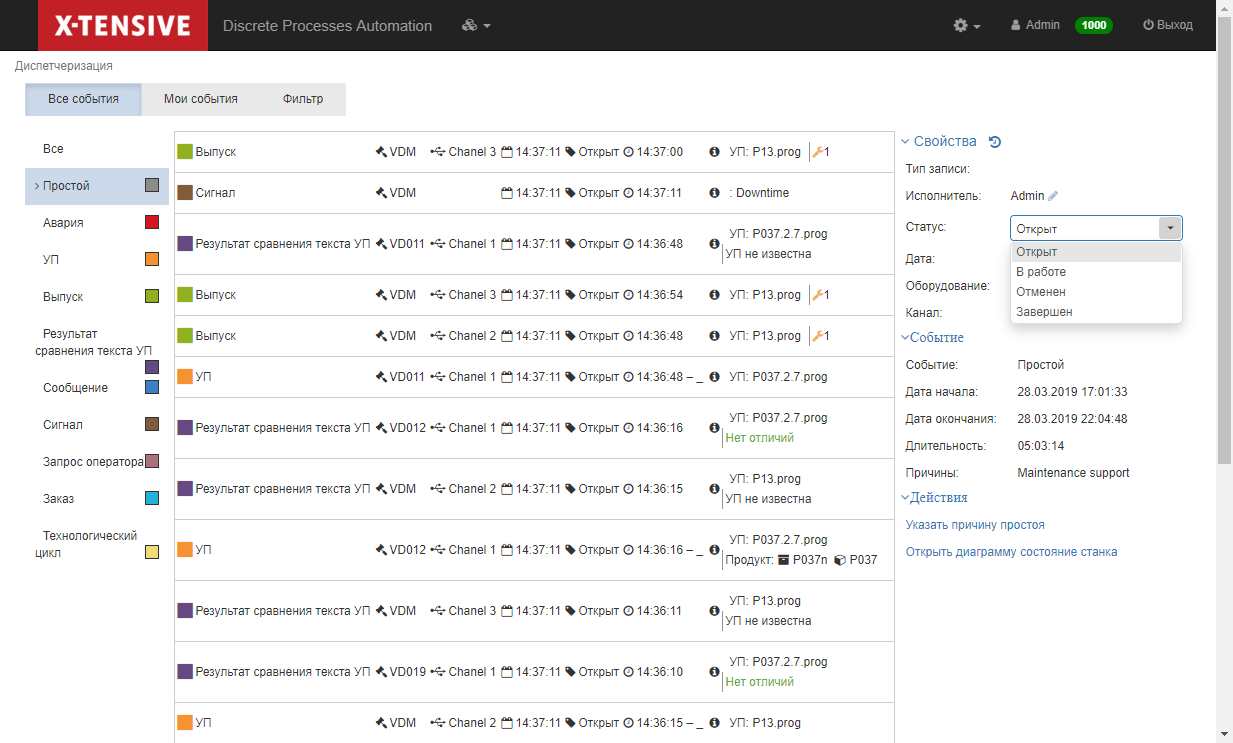 X-TENSIVE Discrete Processes Automation Admin 1000 Выход
Диспетчеризация
Все события Мои события Фильтр
Все
Простой
Авария
УП
Выпуск
Результат
сравнения текста УП
Сообщение
Сигнал
Запрос оператора
Заказ
Технологический
цикл
Выпуск VDM Chanel 3 14:37:11 Открыт 14:37:00 УП: P13.prog 1
Сигнал VDM 14:37:11 Открыт 14:37:11 : Downtime
Результат сравнения текста УП VD011 Chanel 1 14:37:11 Открыт 14:36:48 УП: P037.2.7.prog
УП не известна
Выпуск VDM Chanel 3 14:37:11 Открыт 14:36:54 УП: P13.prog 1
Выпуск VDM Chanel 2 14:37:11 Открыт 14:36:48 УП: P13.prog 1
УП VD011 Chanel 1 14:37:11 Открыт 14:36:48 – _ УП: P037.2.7.prog
Результат сравнения текста УП VD012 Chanel 1 14:37:11 Открыт 14:36:16 УП: P037.2.7.prog
Нет отличий
Результат сравнения текста УП VDM Chanel 2 14:37:11 Открыт 14:36:15 УП: P13.prog
УП не известна
УП VD012 Chanel 1 14:37:11 Открыт 14:36:16 – _ УП: P037.2.7.prog
Продукт: P037n P037
Результат сравнения текста УП VDM Chanel 3 14:37:11 Открыт 14:36:11 УП: P13.prog
УП не известна
Результат сравнения текста УП VD019 Chanel 1 14:37:11 Открыт 14:36:10 УП: P037.2.7.prog
Нет отличий
УП VDM Chanel 2 14:37:11 Открыт 14:36:15 – _ УП: P13.prog
Свойства
Тип записи:
Исполнитель: Admin
Статус: Открыт
Открыт
В работе
Отменен
Завершен
Дата:
Оборудование:
Канал:
Событие
Событие: Простой
Дата начала: 28.03.2019 17:01:33
Дата окончания: 28.03.2019 22:04:48
Длительность: 05:03:14
Причины: Maintenance support
Действия
Указать причину простоя
Открыть диаграмму состояние станка